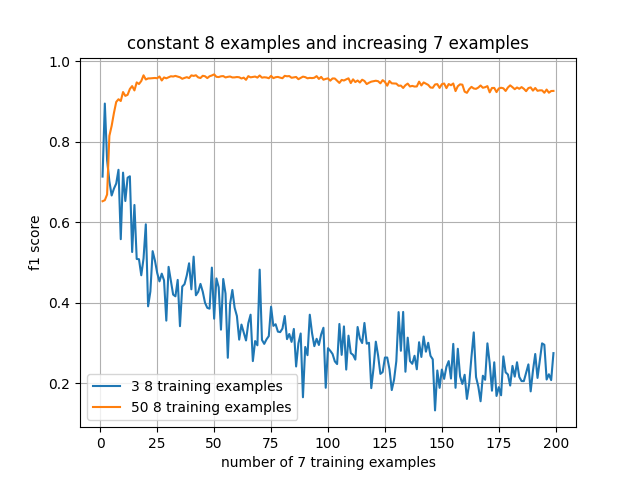 constant 8 examples and increasing 7 examples
f1 score
1.0
0.8
0.6
0.4
0.2
3 8 training examples
50 8 training examples
0 25 50 75 100 125 150 175 200
number of 7 training examples